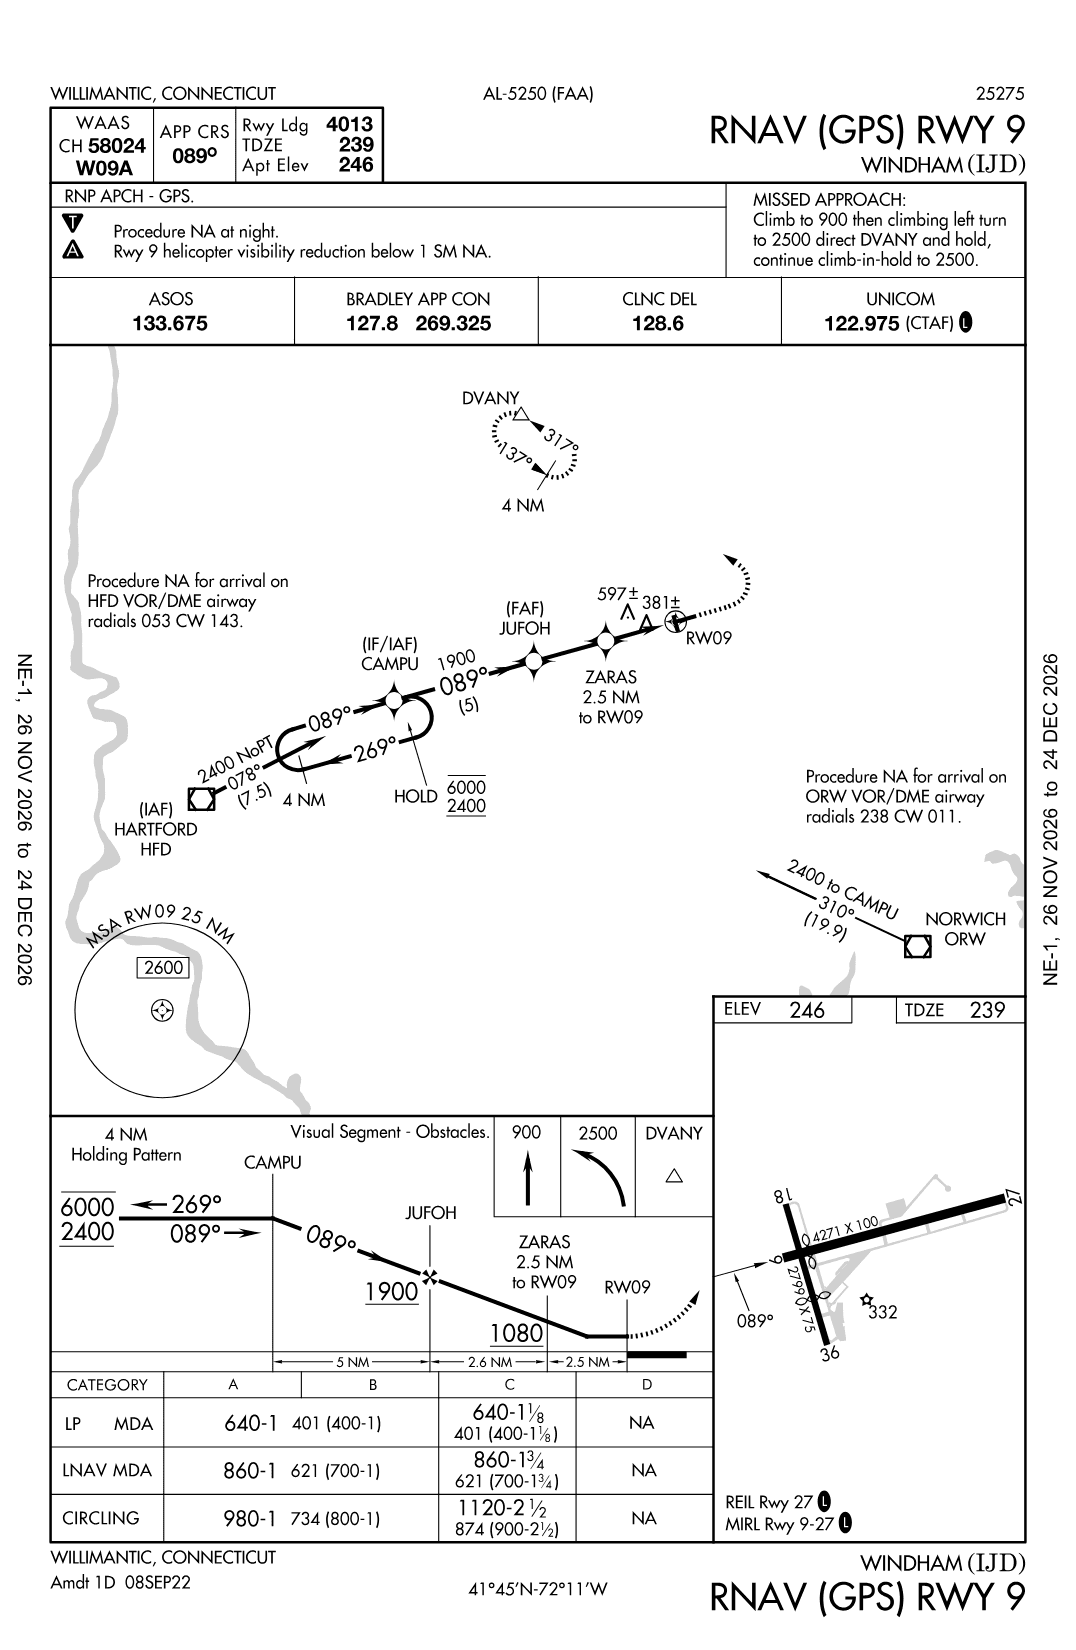 WILLIMANTIC, CONNECTICUT
AL-5250 (FAA)
25275
WAAS
CH 58024
W09A
APP CRS
089°
Rwy Ldg 4013
TDZE 239
Apt Elev 246
RNAV (GPS) RWY 9
WINDHAM (IJD)
RNP APCH - GPS.
T
A
Procedure NA at night.
Rwy 9 helicopter visibility reduction below 1 SM NA.
MISSED APPROACH:
Climb to 900 then climbing left turn
to 2500 direct DVANY and hold,
continue climb-in-hold to 2500.
ASOS
133.675
BRADLEY APP CON
127.8 269.325
CLNC DEL
128.6
UNICOM
122.975 (CTAF) L
DVANY
317°
137°
4 NM
Procedure NA for arrival on
HFD VOR/DME airway
radials 053 CW 143.
597±
381±
RW09
(FAF)
JUFOH
(IF/IAF)
CAMPU
1900
089°
(5)
ZARAS
2.5 NM
to RW09
089°
269°
2400 NoPT
078°
(7.5)
4 NM
HOLD
6000
2400
(IAF)
HARTFORD
HFD
Procedure NA for arrival on
ORW VOR/DME airway
radials 238 CW 011.
2400 to CAMPU
310°
(19.9)
NORWICH
ORW
MSA RW09 25 NM
2600
NE-1, 26 NOV 2026 to 24 DEC 2026
NE-1, 26 NOV 2026 to 24 DEC 2026
ELEV 246
TDZE 239
18
27
4271 X 100
9
2799 X 75
089°
332
36
REIL Rwy 27 L
MIRL Rwy 9-27 L
4 NM
Holding Pattern
Visual Segment - Obstacles.
900
2500
DVANY
CAMPU
6000
2400
269°
089°
089°
JUFOH
1900
ZARAS
2.5 NM
to RW09
RW09
1080
5 NM
2.6 NM
2.5 NM
CATEGORY A B C D
LP MDA 640-1 401 (400-1) 640-1⅛ 401 (400-1⅛) NA
LNAV MDA 860-1 621 (700-1) 860-1¾ 621 (700-1¾) NA
CIRCLING 980-1 734 (800-1) 1120-2½ 874 (900-2½) NA
WILLIMANTIC, CONNECTICUT
Amdt 1D 08SEP22
41°45'N-72°11'W
WINDHAM (IJD)
RNAV (GPS) RWY 9